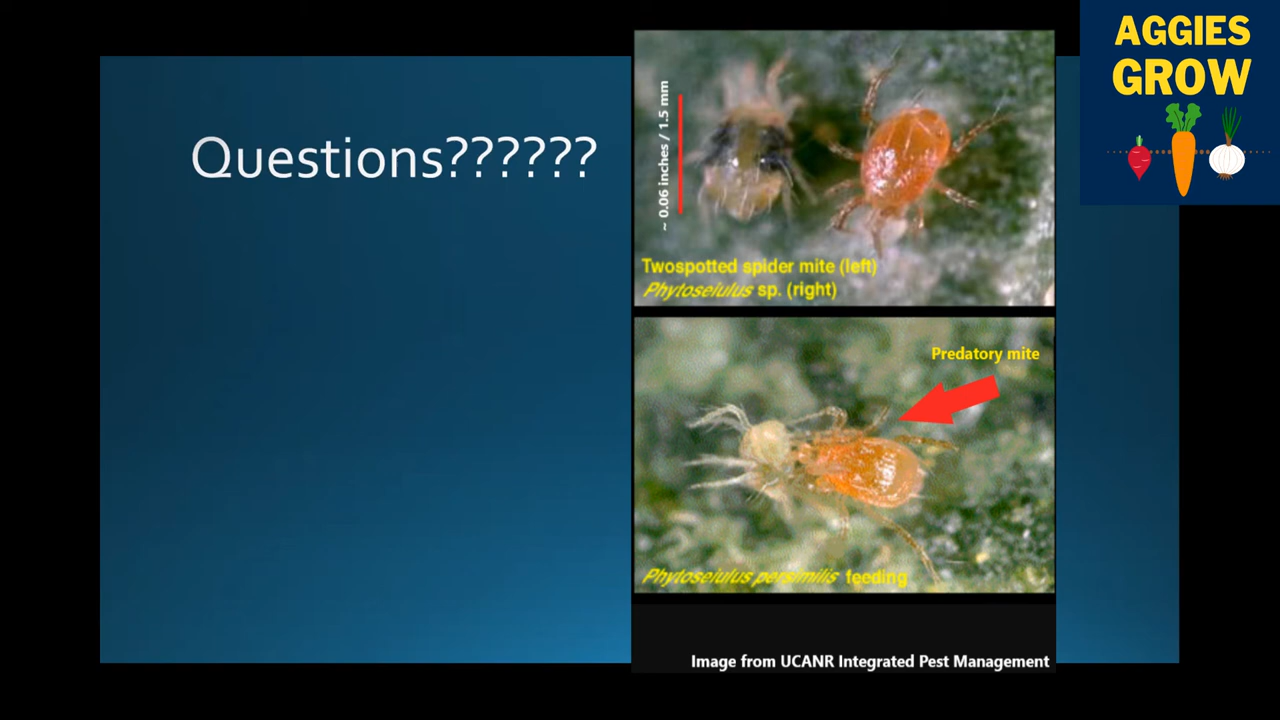 Questions??????
~ 0.06 inches / 1.5 mm
Twospotted spider mite (left)
Phytoseiulus sp. (right)
Predatory mite
Phytoseiulus persimilis feeding
Image from UCANR Integrated Pest Management
AGGIES
GROW